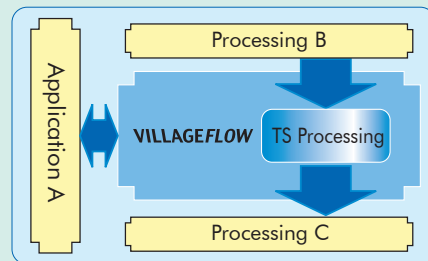 Processing B
Application A
VILLAGEFLOW
TS Processing
Processing C